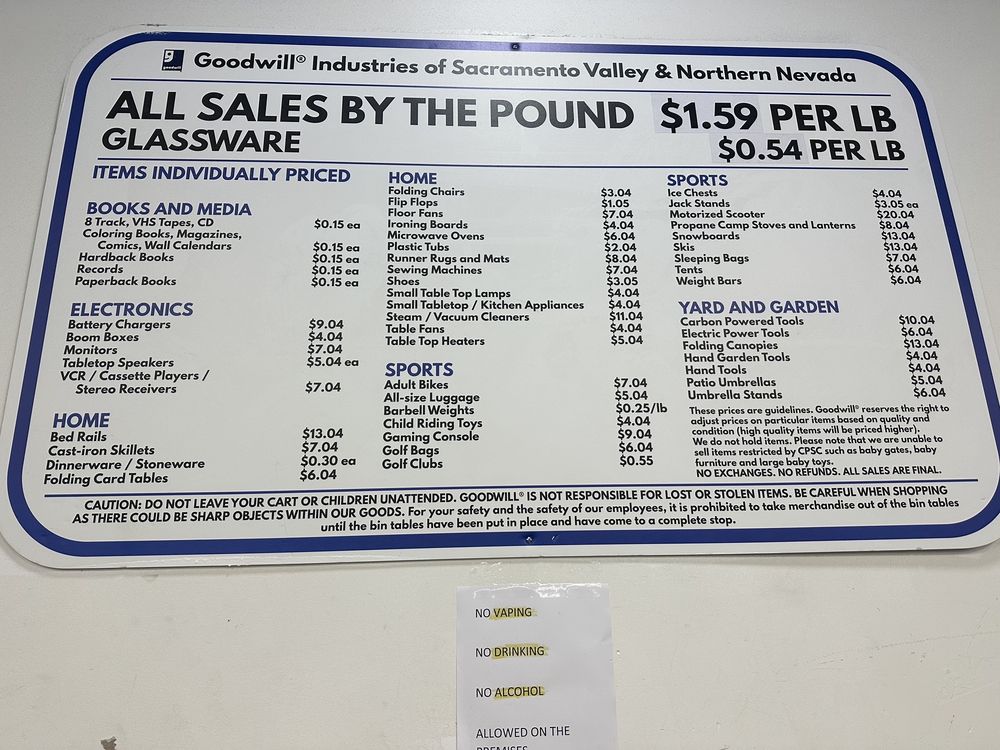 Goodwill® Industries of Sacramento Valley & Northern Nevada
goodwill
ALL SALES BY THE POUND $1.59 PER LB
GLASSWARE $0.54 PER LB
ITEMS INDIVIDUALLY PRICED
BOOKS AND MEDIA
8 Track, VHS Tapes, CD $0.15 ea
Coloring Books, Magazines,
Comics, Wall Calendars $0.15 ea
Hardback Books $0.15 ea
Records $0.15 ea
Paperback Books $0.15 ea
ELECTRONICS
Battery Chargers $9.04
Boom Boxes $4.04
Monitors $7.04
Tabletop Speakers $5.04 ea
VCR / Cassette Players /
Stereo Receivers $7.04
HOME
Bed Rails $13.04
Cast-iron Skillets $7.04
Dinnerware / Stoneware $0.30 ea
Folding Card Tables $6.04
HOME
Folding Chairs $3.04
Flip Flops $1.05
Floor Fans $7.04
Ironing Boards $4.04
Microwave Ovens $6.04
Plastic Tubs $2.04
Runner Rugs and Mats $8.04
Sewing Machines $7.04
Shoes $3.05
Small Table Top Lamps $4.04
Small Tabletop / Kitchen Appliances $4.04
Steam / Vacuum Cleaners $11.04
Table Fans $4.04
Table Top Heaters $5.04
SPORTS
Adult Bikes $7.04
All-size Luggage $5.04
Barbell Weights $0.25/lb
Child Riding Toys $4.04
Gaming Console $9.04
Golf Bags $6.04
Golf Clubs $0.55
SPORTS
Ice Chests $4.04
Jack Stands $3.05 ea
Motorized Scooter $20.04
Propane Camp Stoves and Lanterns $8.04
Snowboards $13.04
Skis $13.04
Sleeping Bags $7.04
Tents $6.04
Weight Bars $6.04
YARD AND GARDEN
Carbon Powered Tools $10.04
Electric Power Tools $6.04
Folding Canopies $13.04
Hand Garden Tools $4.04
Hand Tools $4.04
Patio Umbrellas $5.04
Umbrella Stands $6.04
These prices are guidelines. Goodwill® reserves the right to
adjust prices on particular items based on quality and
condition (high quality items will be priced higher).
We do not hold items. Please note that we are unable to
sell items restricted by CPSC such as baby gates, baby
furniture and large baby toys.
NO EXCHANGES. NO REFUNDS. ALL SALES ARE FINAL.
CAUTION: DO NOT LEAVE YOUR CART OR CHILDREN UNATTENDED. GOODWILL® IS NOT RESPONSIBLE FOR LOST OR STOLEN ITEMS. BE CAREFUL WHEN SHOPPING
AS THERE COULD BE SHARP OBJECTS WITHIN OUR GOODS. For your safety and the safety of our employees, it is prohibited to take merchandise out of the bin tables
until the bin tables have been put in place and have come to a complete stop.
NO VAPING
NO DRINKING
NO ALCOHOL
ALLOWED ON THE
PREMISES